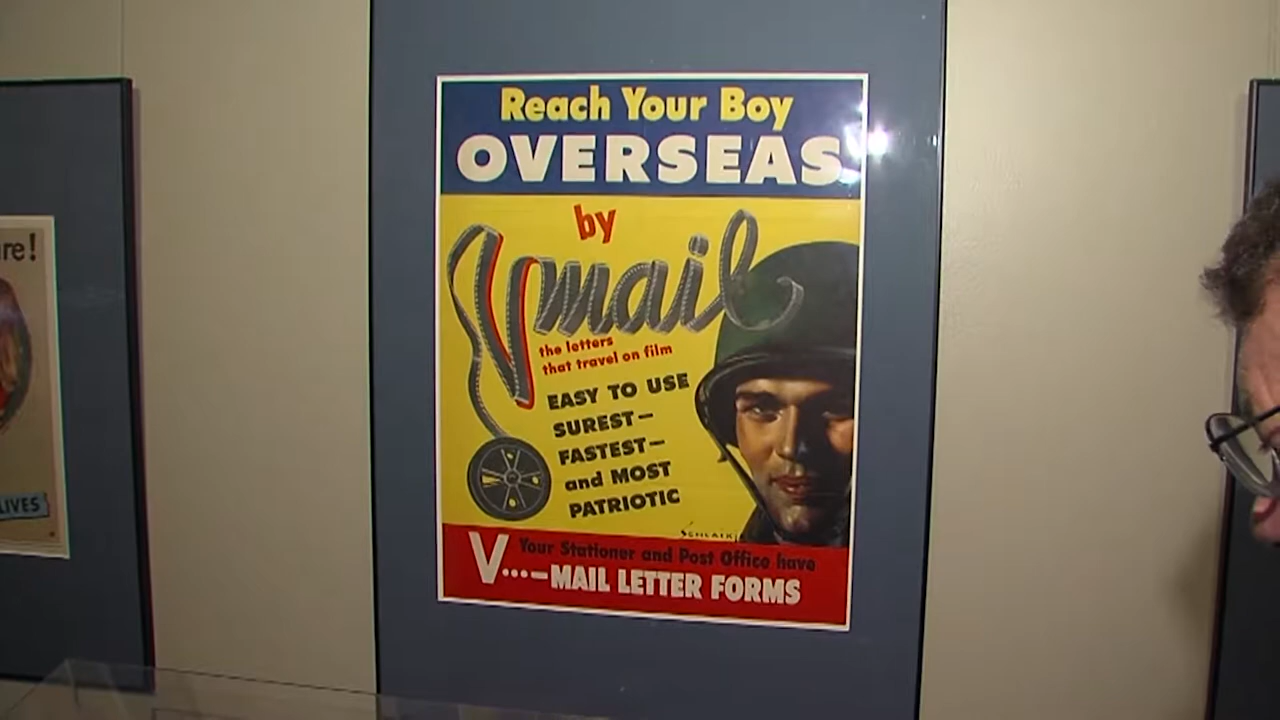 Reach Your Boy
OVERSEAS
by
Vmail
the letters
that travel on film
EASY TO USE
SUREST—
FASTEST—
and MOST
PATRIOTIC
Your Stationer and Post Office have
V...—MAIL LETTER FORMS
re!
LIVES